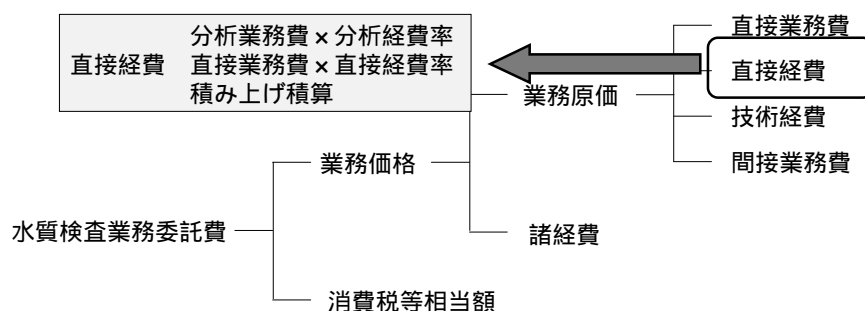 直接経費
分析業務費 x 分析経費率
直接業務費 x 直接経費率
積み上げ積算
直接業務費
直接経費
業務原価
技術経費
間接業務費
業務価格
水質検査業務委託費
諸経費
消費税等相当額